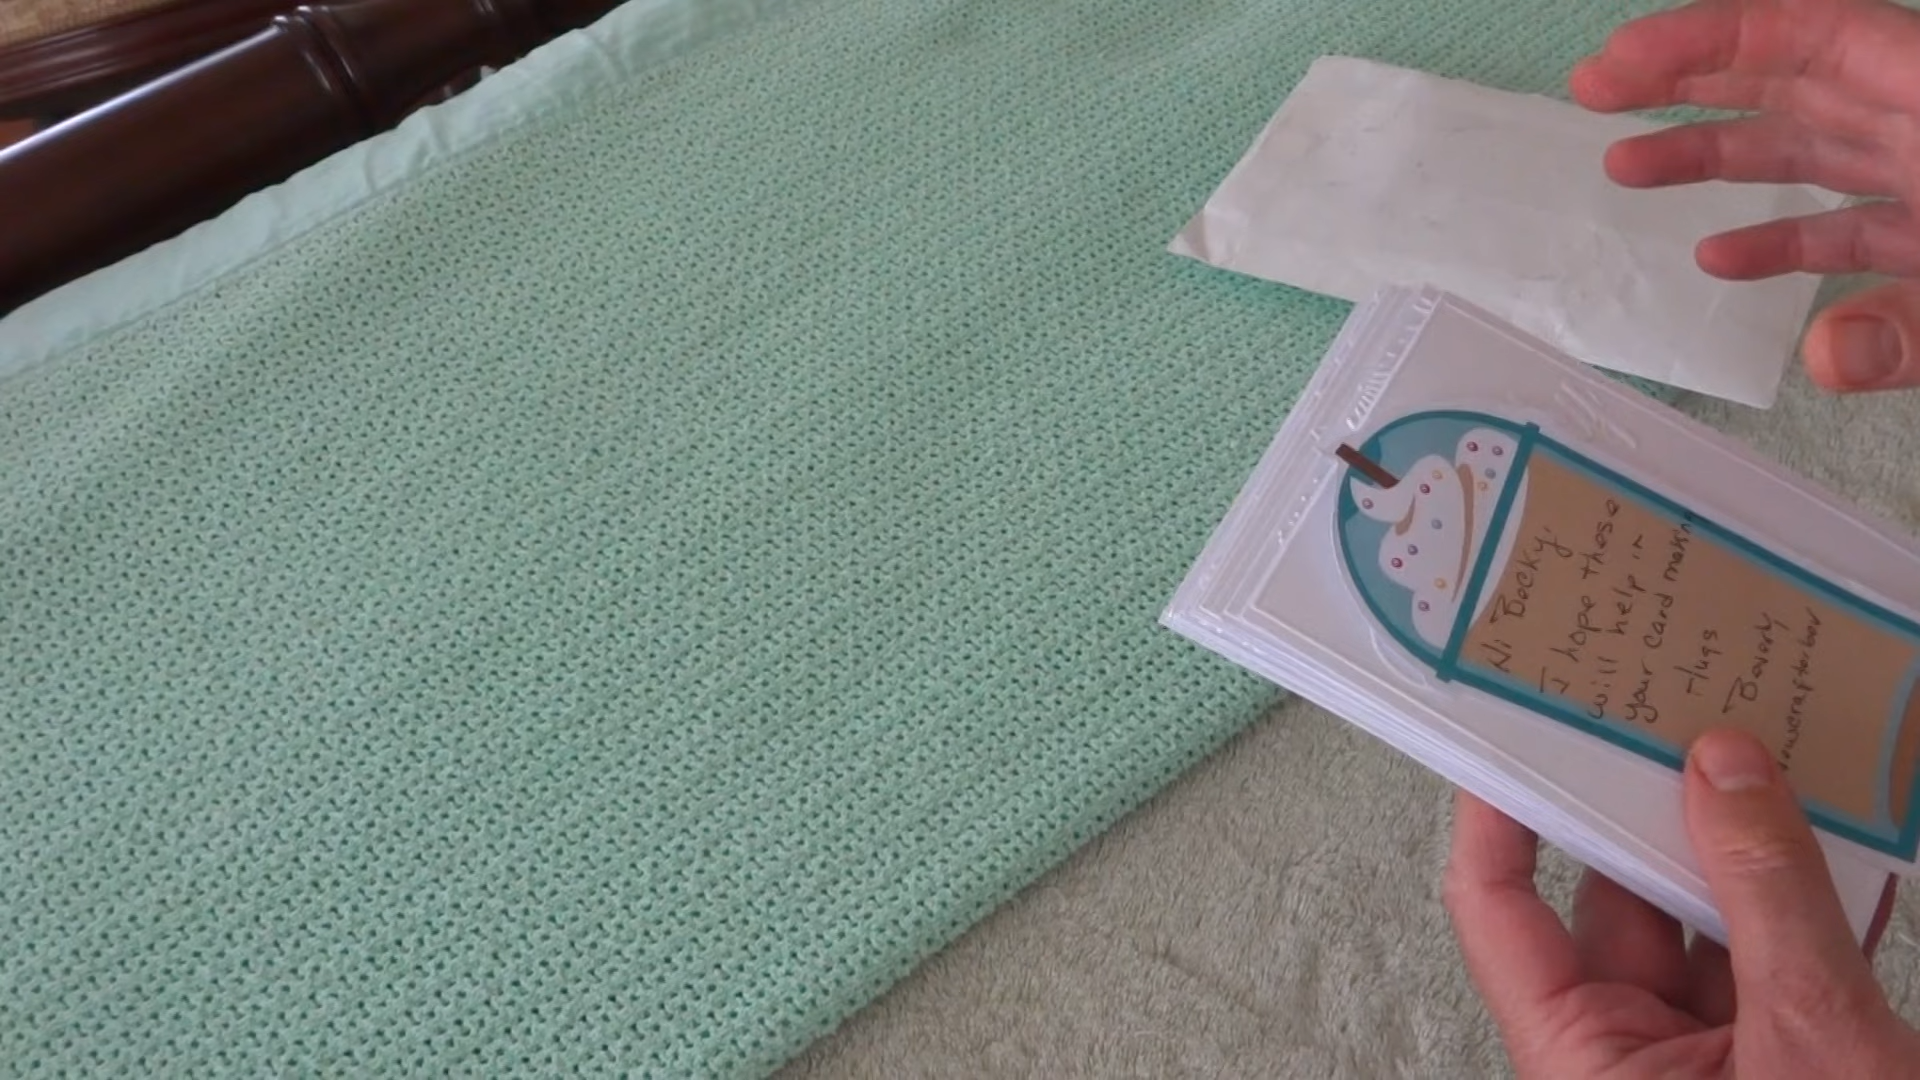 Hi Becky!
I hope these
will help in
your card making
Hugs
Beverly